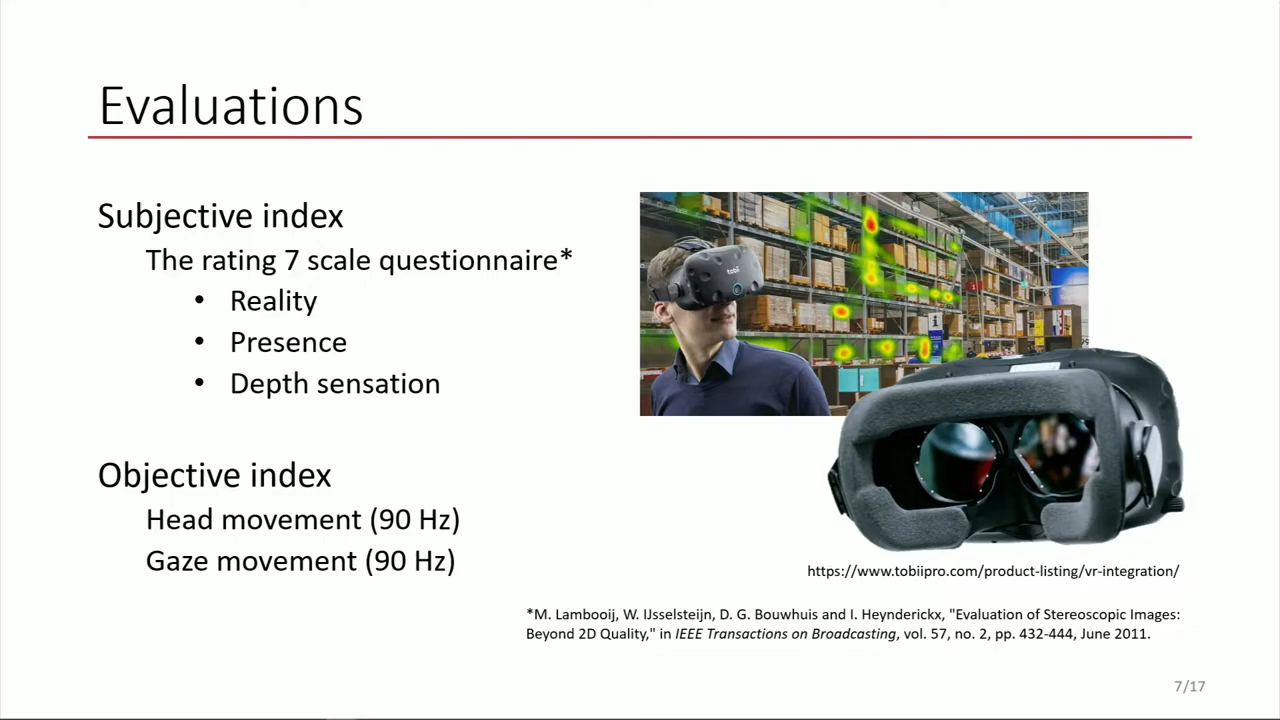 Evaluations
Subjective index
The rating 7 scale questionnaire*
• Reality
• Presence
• Depth sensation
Objective index
Head movement (90 Hz)
Gaze movement (90 Hz)
tobii
https://www.tobiipro.com/product-listing/vr-integration/
*M. Lambooij, W. IJsselsteijn, D. G. Bouwhuis and I. Heynderickx, "Evaluation of Stereoscopic Images:
Beyond 2D Quality," in IEEE Transactions on Broadcasting, vol. 57, no. 2, pp. 432-444, June 2011.
7/17